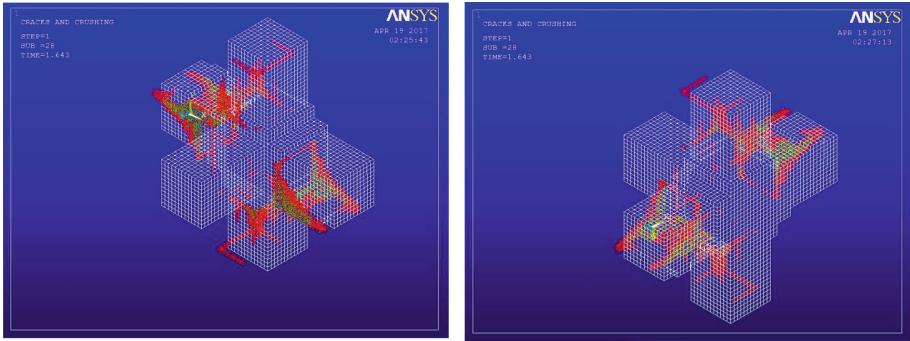 1
CRACKS AND CRUSHING
STEP=1
SUB =28
TIME=1.643
ANSYS
APR 19 2017
02:25:43
1
CRACKS AND CRUSHING
STEP=1
SUB =28
TIME=1.643
ANSYS
APR 19 2017
02:27:13